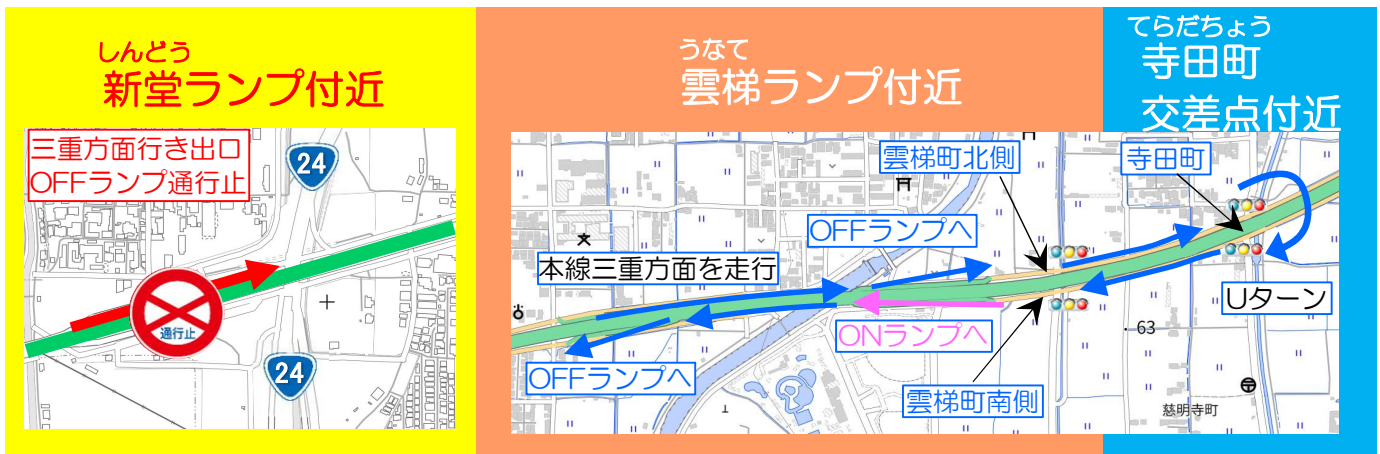 しんどう
新堂ランプ付近
三重方面行き出口
OFFランプ通行止
24
通行止
24
うなて
雲梯ランプ付近
雲梯町北側
OFFランプへ
本線三重方面を走行
ONランプへ
OFFランプへ
雲梯町南側
てらだちょう
寺田町
交差点付近
寺田町
Uターン
63
慈明寺町